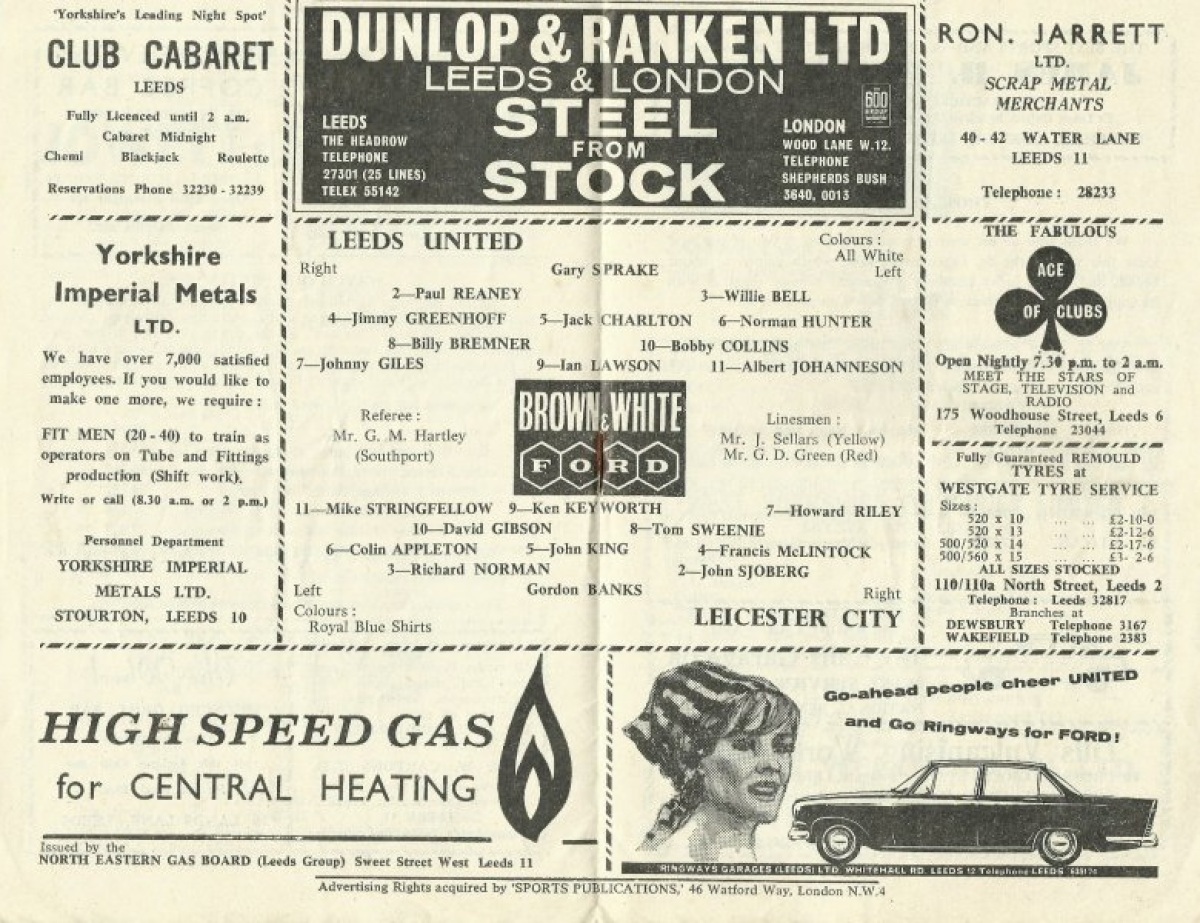 'Yorkshire's Leading Night Spot'
CLUB CABARET
LEEDS
Fully Licenced until 2 a.m.
Cabaret Midnight
Chemi Blackjack Roulette
Reservations Phone 32230 - 32239
DUNLOP & RANKEN LTD
LEEDS & LONDON
STEEL
FROM
STOCK
LEEDS
THE HEADROW
TELEPHONE
27301 (25 LINES)
TELEX 55142
600
LONDON
WOOD LANE W.12.
TELEPHONE
SHEPHERDS BUSH
3640, 0013
RON. JARRETT
LTD.
SCRAP METAL
MERCHANTS
40 - 42 WATER LANE
LEEDS 11
Telephone : 28233
Yorkshire
Imperial Metals
LTD.
We have over 7,000 satisfied
employees. If you would like to
make one more, we require :
FIT MEN (20 - 40) to train as
operators on Tube and Fittings
production (Shift work).
Write or call (8.30 a.m. or 2 p.m.)
Personnel Department
YORKSHIRE IMPERIAL
METALS LTD.
STOURTON, LEEDS 10
LEEDS UNITED
Colours :
All White
Right Gary SPRAKE Left
2—Paul REANEY 3—Willie BELL
4—Jimmy GREENHOFF 5—Jack CHARLTON 6—Norman HUNTER
8—Billy BREMNER 10—Bobby COLLINS
7—Johnny GILES 9—Ian LAWSON 11—Albert JOHANNESON
Referee :
Mr. G. M. Hartley
(Southport)
BROWN & WHITE
FORD
Linesmen :
Mr. J. Sellars (Yellow)
Mr. G. D. Green (Red)
11—Mike STRINGFELLOW 9—Ken KEYWORTH 7—Howard RILEY
10—David GIBSON 8—Tom SWEENIE
6—Colin APPLETON 5—John KING 4—Francis McLINTOCK
3—Richard NORMAN 2—John SJOBERG
Left Gordon BANKS Right
Colours :
Royal Blue Shirts
LEICESTER CITY
THE FABULOUS
ACE
OF CLUBS
Open Nightly 7.30 p.m. to 2 a.m.
MEET THE STARS OF
STAGE, TELEVISION and
RADIO
175 Woodhouse Street, Leeds 6
Telephone 23044
Fully Guaranteed REMOULD
TYRES at
WESTGATE TYRE SERVICE
Sizes :
520 x 10 ... ... £2-10-0
520 x 13 ... ... £2-12-6
500/520 x 14 ... ... £2-17-6
500/560 x 15 ... ... £3- 2-6
ALL SIZES STOCKED
110/110a North Street, Leeds 2
Telephone : Leeds 32817
Branches at
DEWSBURY Telephone 3167
WAKEFIELD Telephone 2383
HIGH SPEED GAS
for CENTRAL HEATING
Issued by the
NORTH EASTERN GAS BOARD (Leeds Group) Sweet Street West Leeds 11
Go-ahead people cheer UNITED
and Go Ringways for FORD!
RINGWAYS GARAGES (LEEDS) LTD WHITEHALL RD. LEEDS 12 Telephone LEEDS
Advertising Rights acquired by 'SPORTS PUBLICATIONS,' 46 Watford Way, London N.W.4